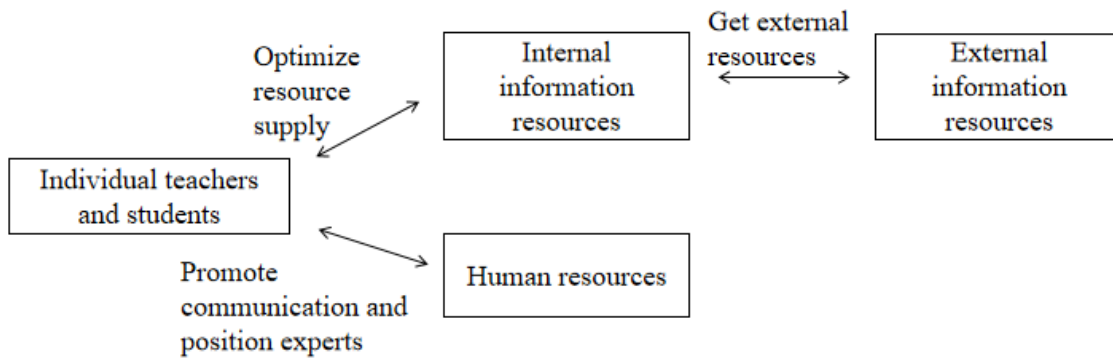 Optimize
resource
supply
Internal
information
resources
Get external
resources
External
information
resources
Individual teachers
and students
Promote
communication and
position experts
Human resources